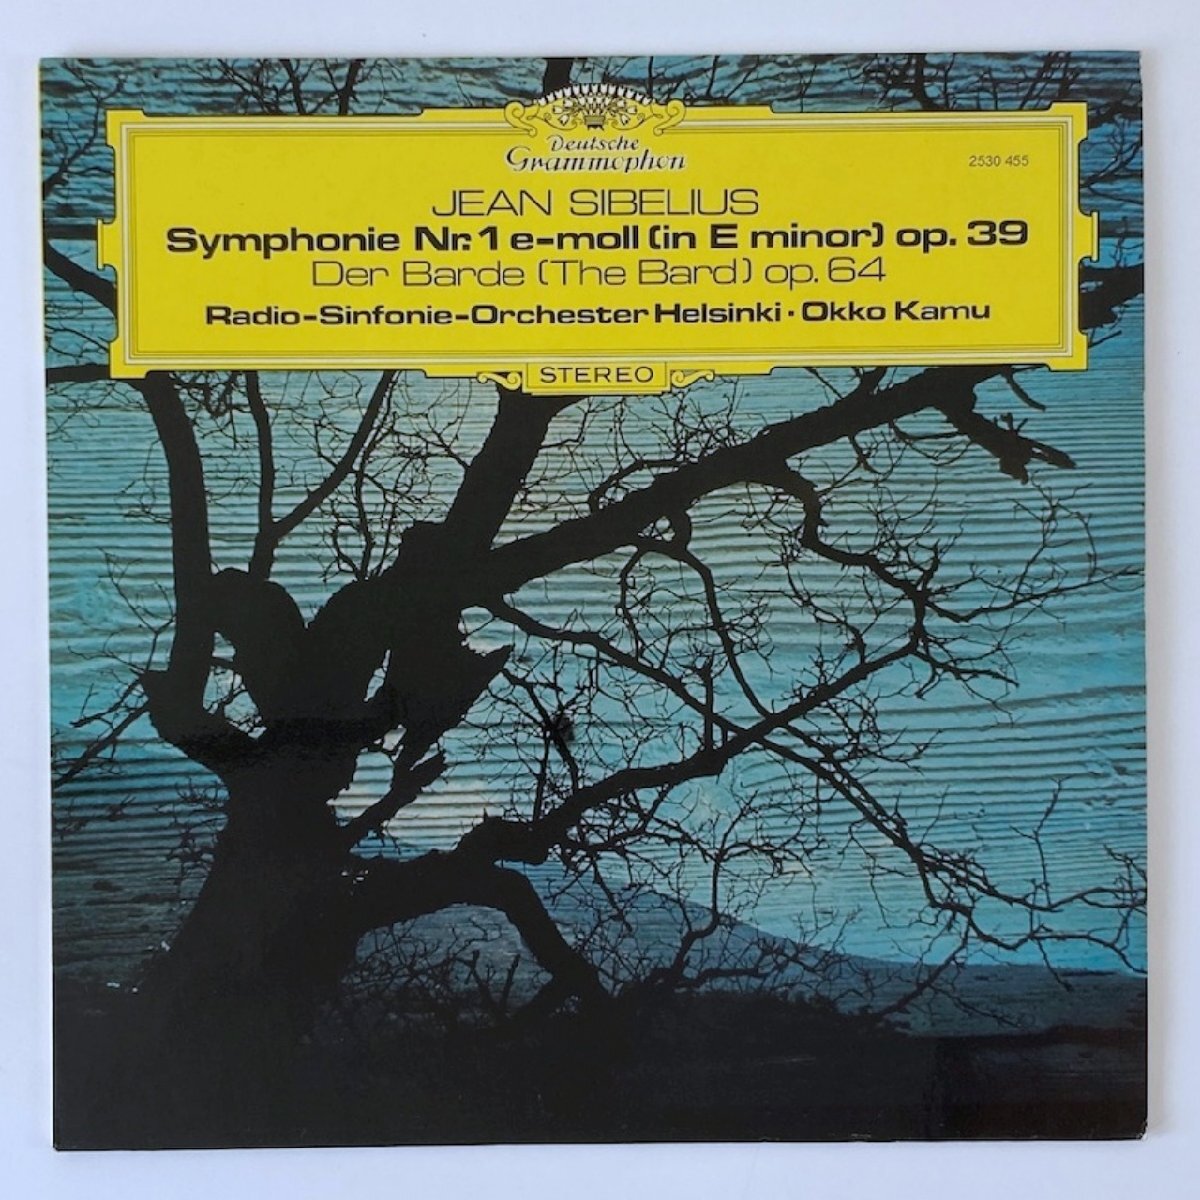 Deutsche
Grammophon
2530 455
JEAN SIBELIUS
Symphonie Nr. 1 e-moll (in E minor) op. 39
Der Barde (The Bard) op. 64
Radio-Sinfonie-Orchester Helsinki · Okko Kamu
STEREO